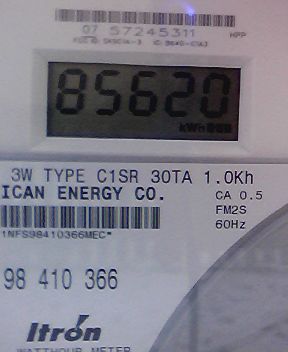 07 57245311
85620
kWh
3W TYPE C1SR 30TA 1.0Kh
ICAN ENERGY CO.
CA 0.5
FM2S
60Hz
1NFS98410366MEC*
98 410 366
Itron
WATTHOUR METER